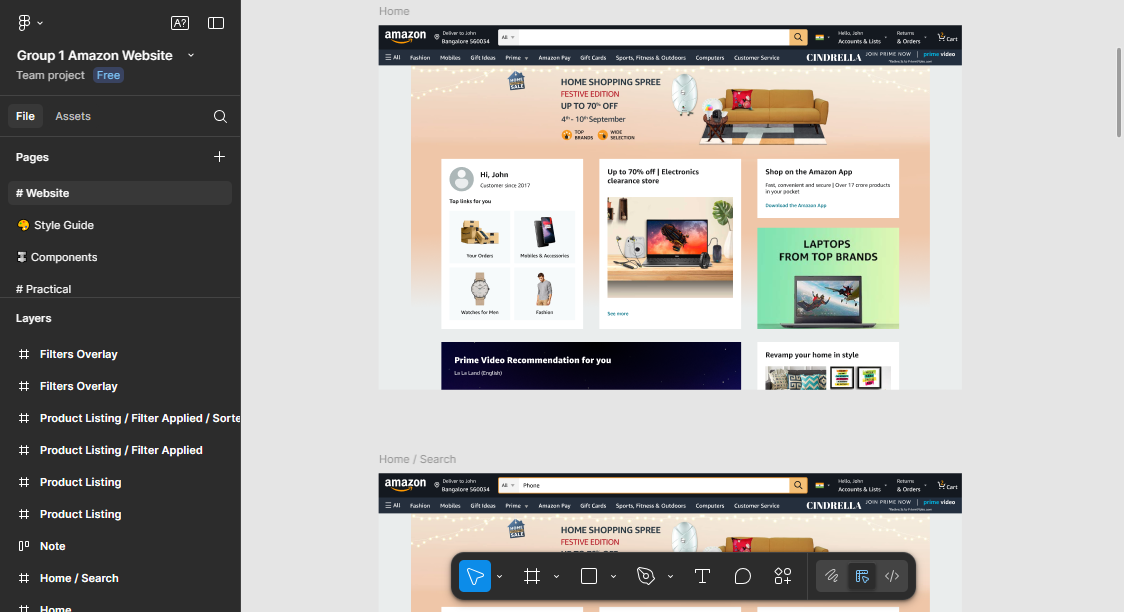 A?
Group 1 Amazon Website
Team project Free
File Assets
Pages
# Website
Style Guide
Components
# Practical
Layers
Filters Overlay
Filters Overlay
Product Listing / Filter Applied / Sorte
Product Listing / Filter Applied
Product Listing
Product Listing
Note
Home / Search
Home
Home
amazon
Deliver to John
Bangalore 560034
All
Hello, John
Accounts & Lists
Returns
& Orders
Cart
All Fashion Mobiles Gift Ideas Prime Amazon Pay Gift Cards Sports, Fitness & Outdoors Computers Customer Service
CINDRELLA JOIN PRIME NOW | prime video
HOME SALE
HOME SHOPPING SPREE
FESTIVE EDITION
UP TO 70% OFF
4th - 10th September
TOP BRANDS
WIDE SELECTION
Hi, John
Customer since 2017
Top links for you
Your Orders
Mobiles & Accessories
Watches for Men
Fashion
Up to 70% off | Electronics
clearance store
See more
Shop on the Amazon App
Fast, convenient and secure | Over 17 crore products
in your pocket
Download the Amazon App
LAPTOPS
FROM TOP BRANDS
Prime Video Recommendation for you
La La Land (English)
Revamp your home in style
Home / Search
amazon
Deliver to John
Bangalore 560034
All
Phone
Hello, John
Accounts & Lists
Returns
& Orders
Cart
All Fashion Mobiles Gift Ideas Prime Amazon Pay Gift Cards Sports, Fitness & Outdoors Computers Customer Service
CINDRELLA JOIN PRIME NOW | prime video
HOME SALE
HOME SHOPPING SPREE
FESTIVE EDITION